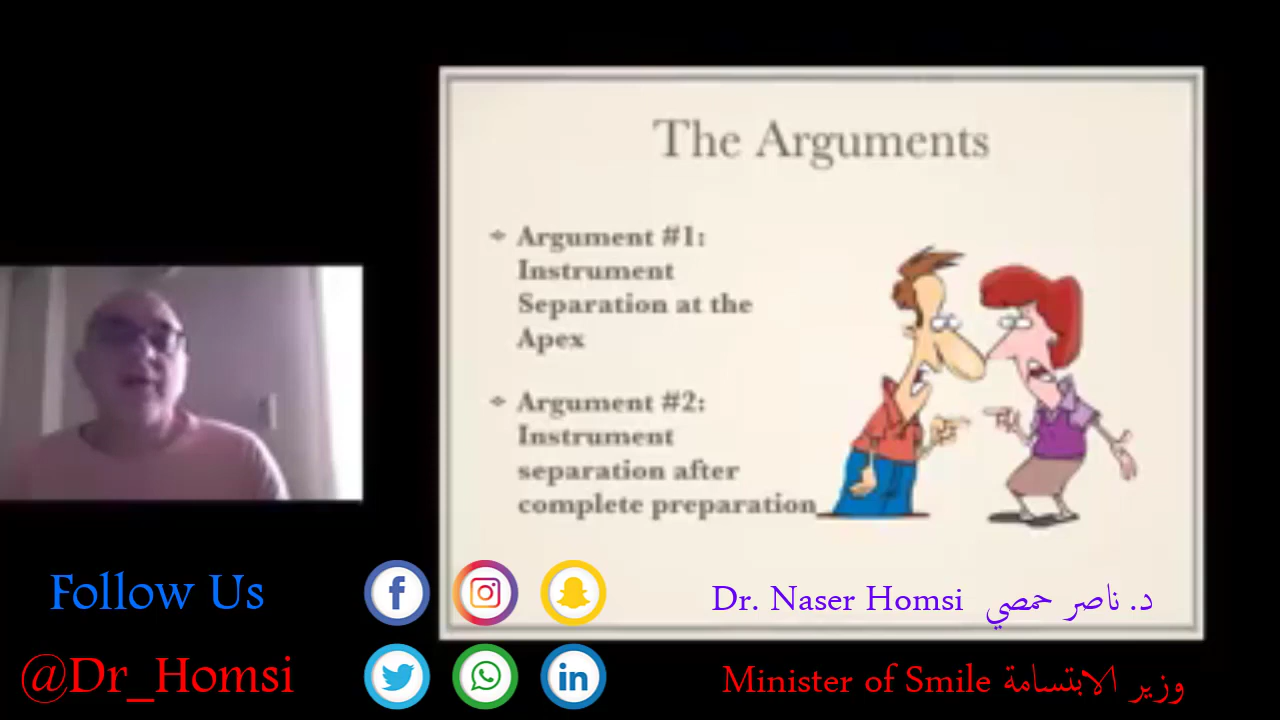 The Arguments
Argument #1:
Instrument
Separation at the
Apex
Argument #2:
Instrument
separation after
complete preparation
Follow Us
@Dr_Homsi
Dr. Naser Homsi د. ناصر حمصي
Minister of Smile وزير الابتسامة
in